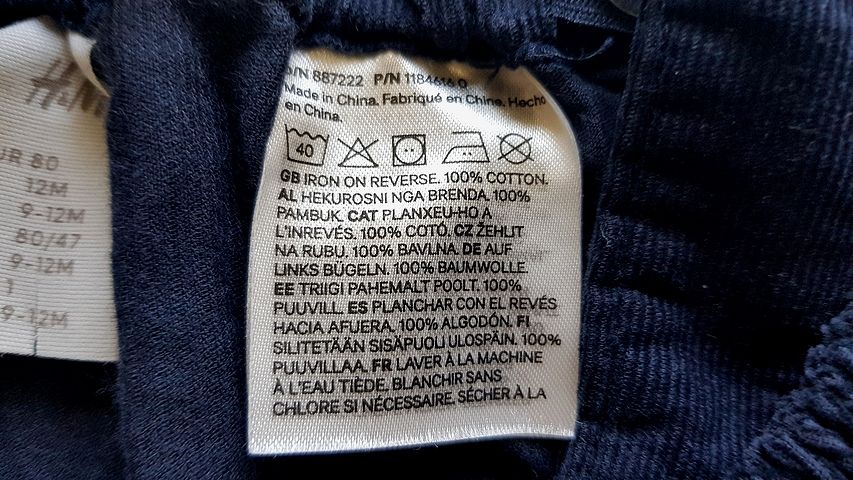 H&M
UR 80
12M
9-12M
80/47
9-12M
1
9-12M
/N 887222 P/N 1184616 0
Made in China. Fabriqué en Chine. Hecho
en China.
40
GB IRON ON REVERSE. 100% COTTON.
AL HEKUROSNI NGA BRENDA. 100%
PAMBUK. CAT PLANXEU-HO A
L'INREVÉS. 100% COTÓ. CZ ŽEHLIT
NA RUBU. 100% BAVLNA. DE AUF
LINKS BÜGELN. 100% BAUMWOLLE.
EE TRIIGI PAHEMALT POOLT. 100%
PUUVILL. ES PLANCHAR CON EL REVÉS
HACIA AFUERA. 100% ALGODÓN. FI
SILITETÄÄN SISÄPUOLI ULOSPÄIN. 100%
PUUVILLAA. FR LAVER À LA MACHINE
À L'EAU TIÈDE. BLANCHIR SANS
CHLORE SI NÉCESSAIRE. SÉCHER À LA